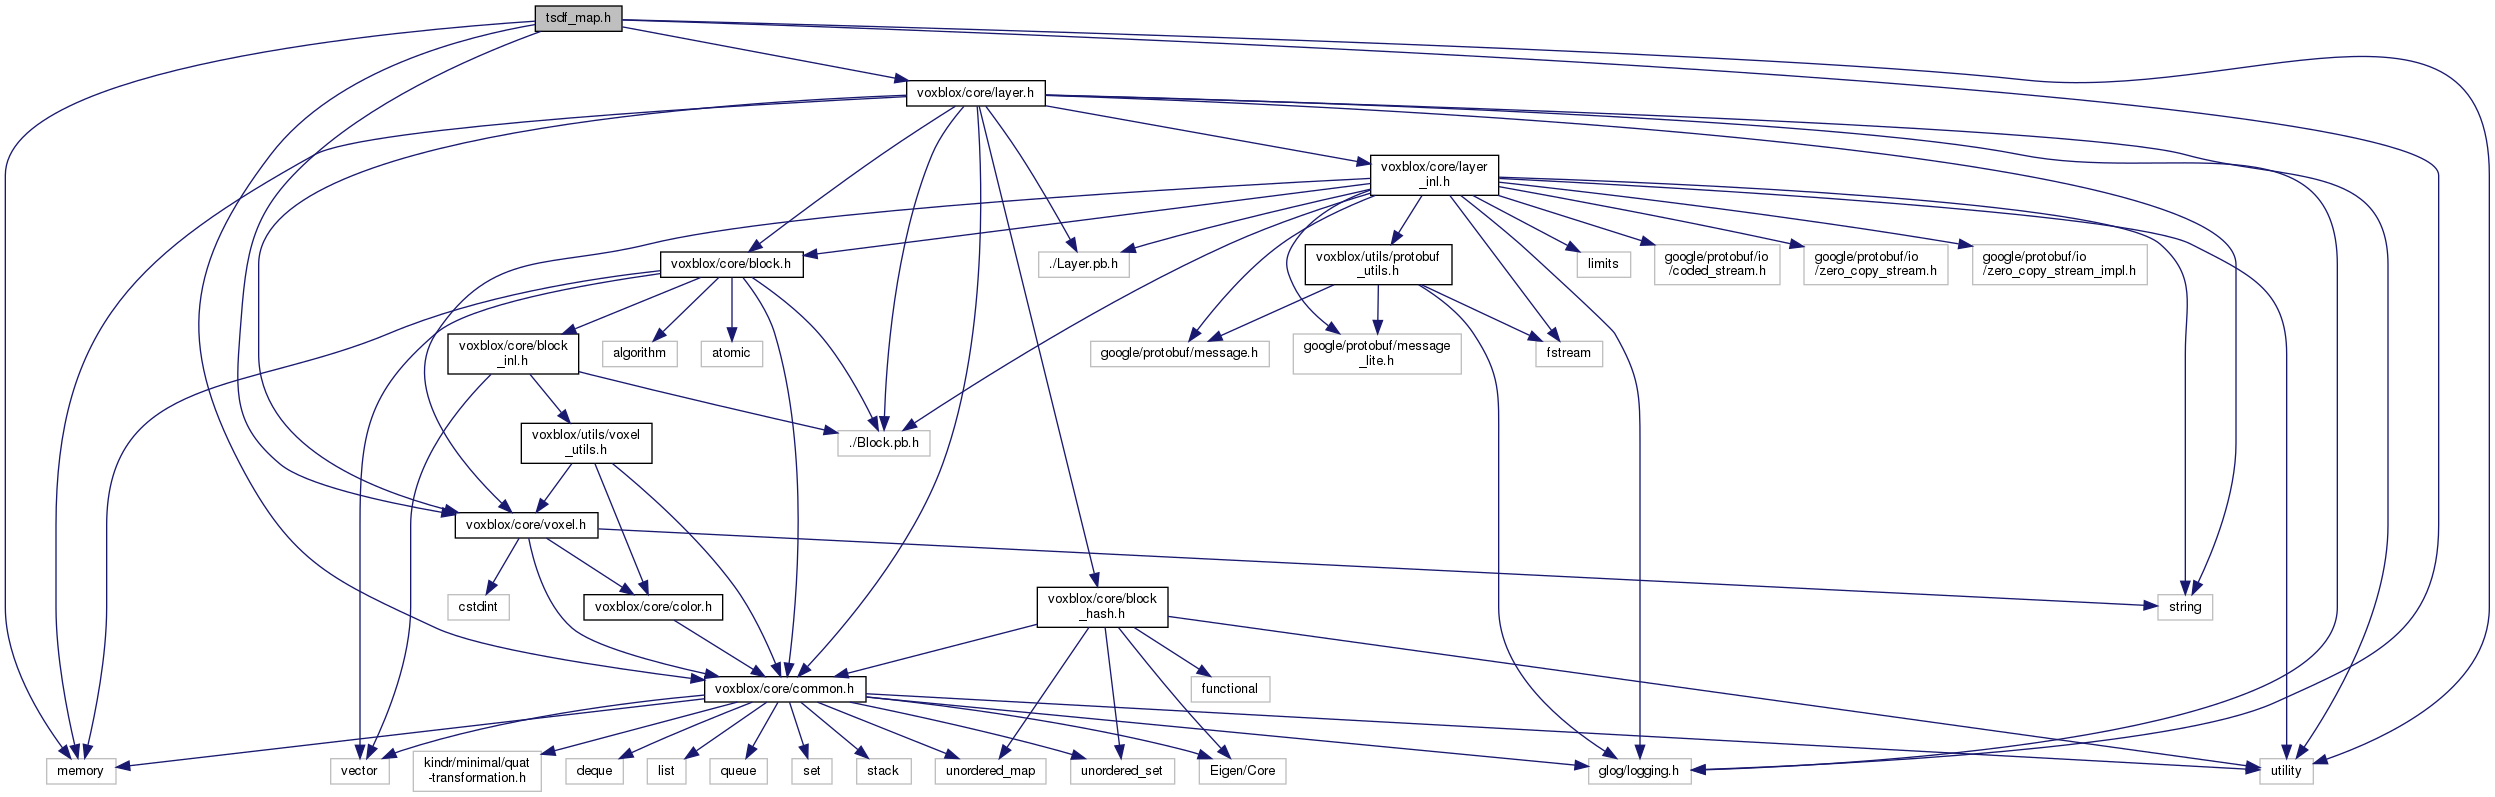 tsdf_map.h
voxblox/core/layer.h
voxblox/core/layer
_inl.h
voxblox/core/block.h
./Layer.pb.h
voxblox/utils/protobuf
_utils.h
limits
google/protobuf/io
/coded_stream.h
google/protobuf/io
/zero_copy_stream.h
google/protobuf/io
/zero_copy_stream_impl.h
voxblox/core/block
_inl.h
algorithm
atomic
google/protobuf/message.h
google/protobuf/message
_lite.h
fstream
voxblox/utils/voxel
_utils.h
./Block.pb.h
voxblox/core/voxel.h
cstdint
voxblox/core/color.h
voxblox/core/block
_hash.h
string
voxblox/core/common.h
functional
memory
vector
kindr/minimal/quat
-transformation.h
deque
list
queue
set
stack
unordered_map
unordered_set
Eigen/Core
glog/logging.h
utility